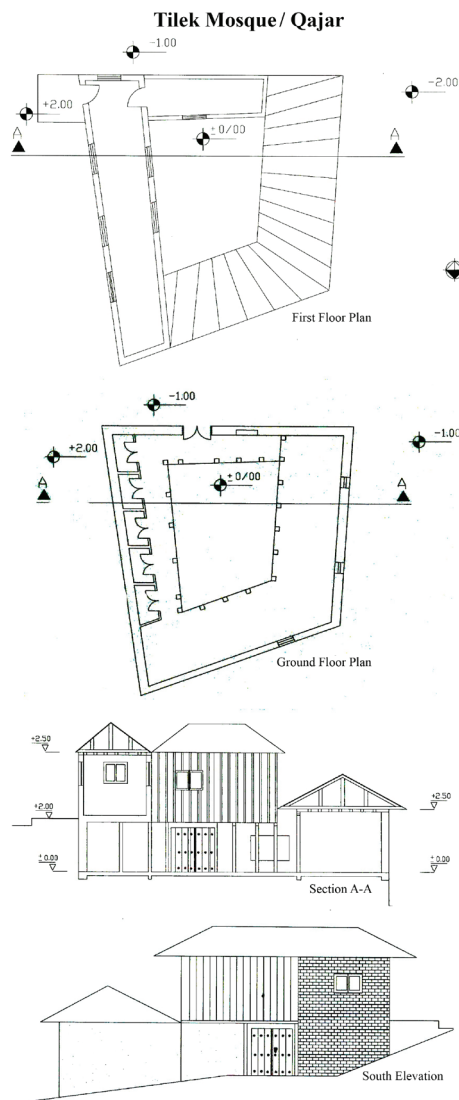 Tilek Mosque / Qajar
-1.00
-2.00
+2.00
±0/00
A
A
First Floor Plan
-1.00
-1.00
+2.00
±0/00
A
A
Ground Floor Plan
+2.50
+2.00
+2.50
±0.00
±0.00
Section A-A
South Elevation